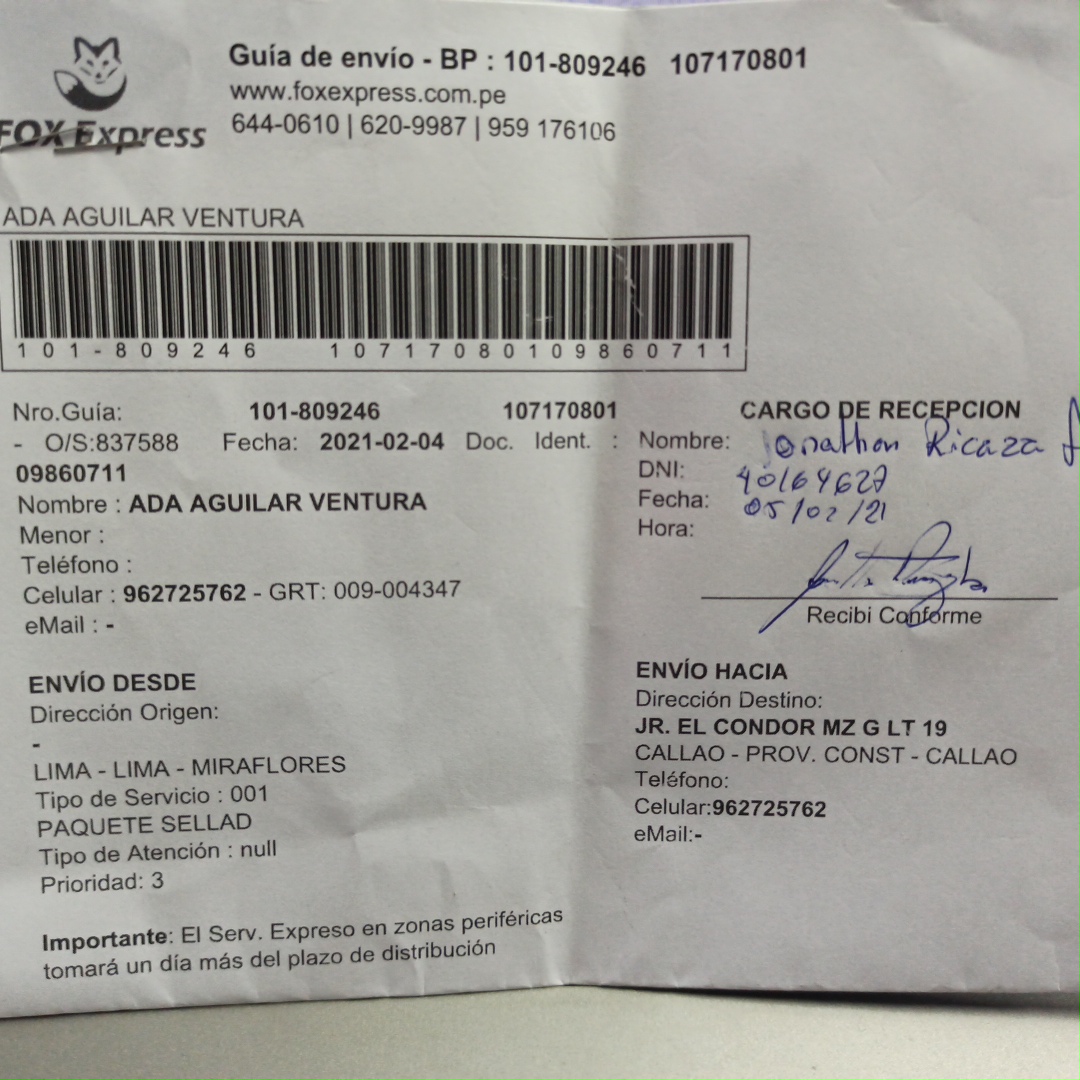 Guía de envío - BP : 101-809246 107170801
www.foxexpress.com.pe
644-0610 | 620-9987 | 959 176106
FOX Express
ADA AGUILAR VENTURA
101-809246 10717080109860711
Nro.Guía: 101-809246 107170801
- O/S:837588 Fecha: 2021-02-04 Doc. Ident. :
09860711
Nombre : ADA AGUILAR VENTURA
Menor :
Teléfono :
Celular : 962725762 - GRT: 009-004347
eMail : -
CARGO DE RECEPCION
Nombre: Jonathon Ricaza
DNI: 40164627
Fecha: 05/02/21
Hora:
Recibi Conforme
ENVÍO DESDE
Dirección Origen:
-
LIMA - LIMA - MIRAFLORES
Tipo de Servicio : 001
PAQUETE SELLAD
Tipo de Atención : null
Prioridad: 3
ENVÍO HACIA
Dirección Destino:
JR. EL CONDOR MZ G LT 19
CALLAO - PROV. CONST - CALLAO
Teléfono:
Celular:962725762
eMail:-
Importante: El Serv. Expreso en zonas periféricas
tomará un día más del plazo de distribución